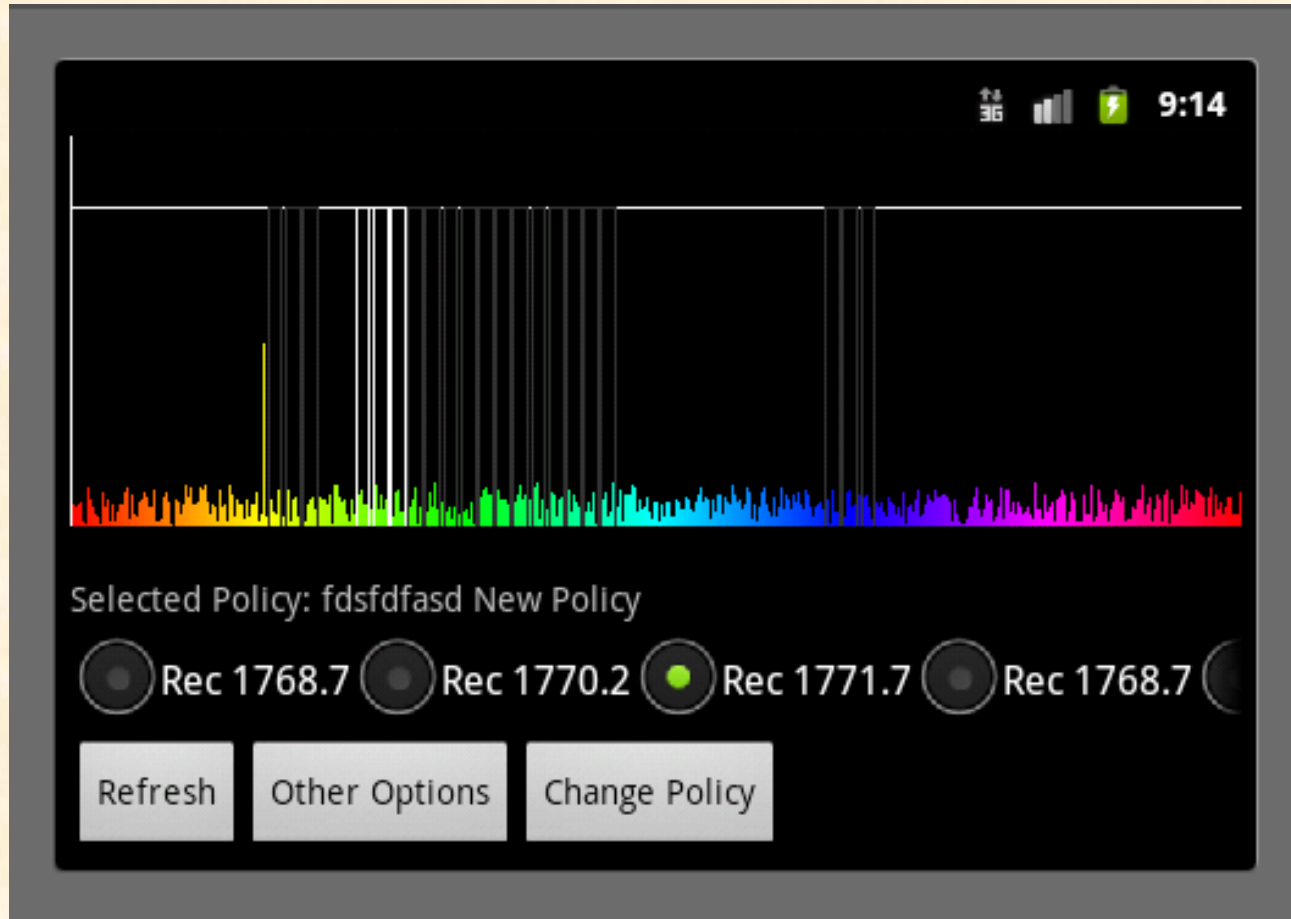 3G 9:14
Selected Policy: fdsfdfasd New Policy
Rec 1768.7 Rec 1770.2 Rec 1771.7 Rec 1768.7
Refresh Other Options Change Policy